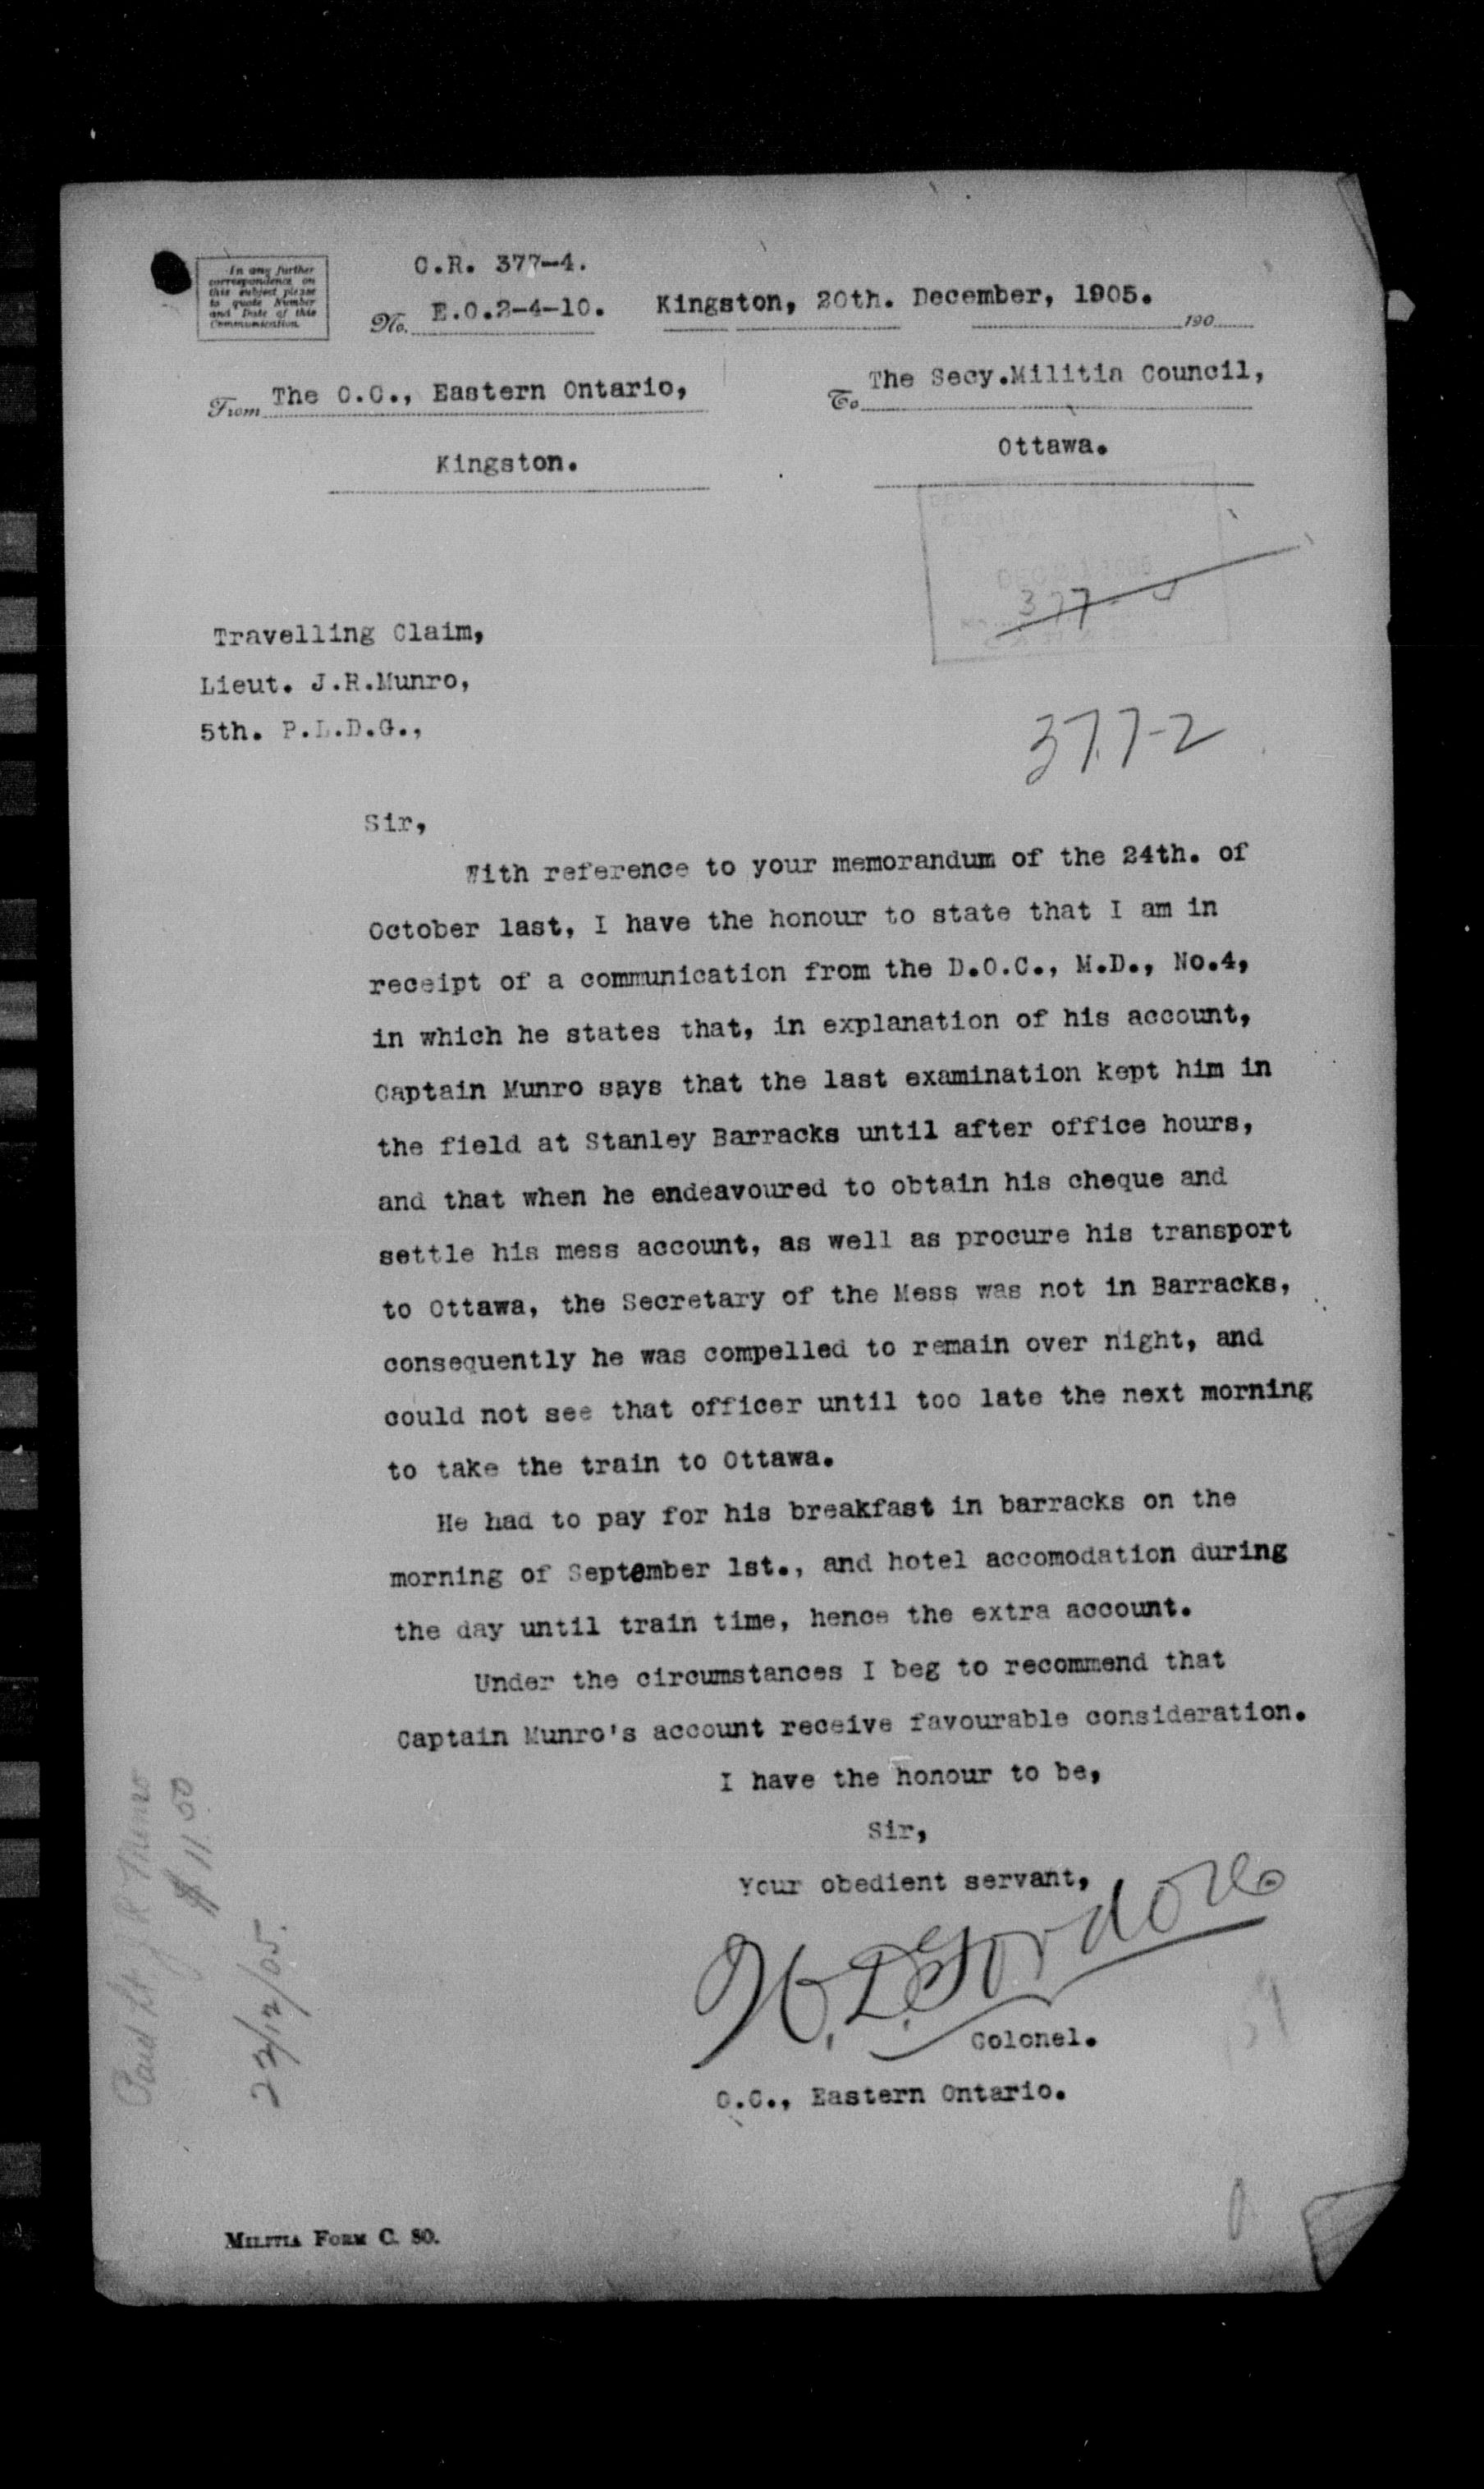 In any further
correspondence on
this subject please
to quote Number
and Date of this
Communication.
C.R. 377-4.
No. E.O.2-4-10. Kingston, 20th. December, 1905.
190
From The O.C., Eastern Ontario,
Kingston.
To The Secy.Militia Council,
Ottawa.
DEC 1905
377
Travelling Claim,
Lieut. J.R.Munro,
5th. P.L.D.G.,
377-2
Sir,
With reference to your memorandum of the 24th. of
October last, I have the honour to state that I am in
receipt of a communication from the D.O.C., M.D., No.4,
in which he states that, in explanation of his account,
Captain Munro says that the last examination kept him in
the field at Stanley Barracks until after office hours,
and that when he endeavoured to obtain his cheque and
settle his mess account, as well as procure his transport
to Ottawa, the Secretary of the Mess was not in Barracks,
consequently he was compelled to remain over night, and
could not see that officer until too late the next morning
to take the train to Ottawa.
He had to pay for his breakfast in barracks on the
morning of September 1st., and hotel accomodation during
the day until train time, hence the extra account.
Under the circumstances I beg to recommend that
Captain Munro's account receive favourable consideration.
I have the honour to be,
Sir,
Your obedient servant,
W.D.Gordon
Colonel.
O.C., Eastern Ontario.
Paid Lt J R Munro
$11.50
23/12/05.
MILITIA FORM C. 80.